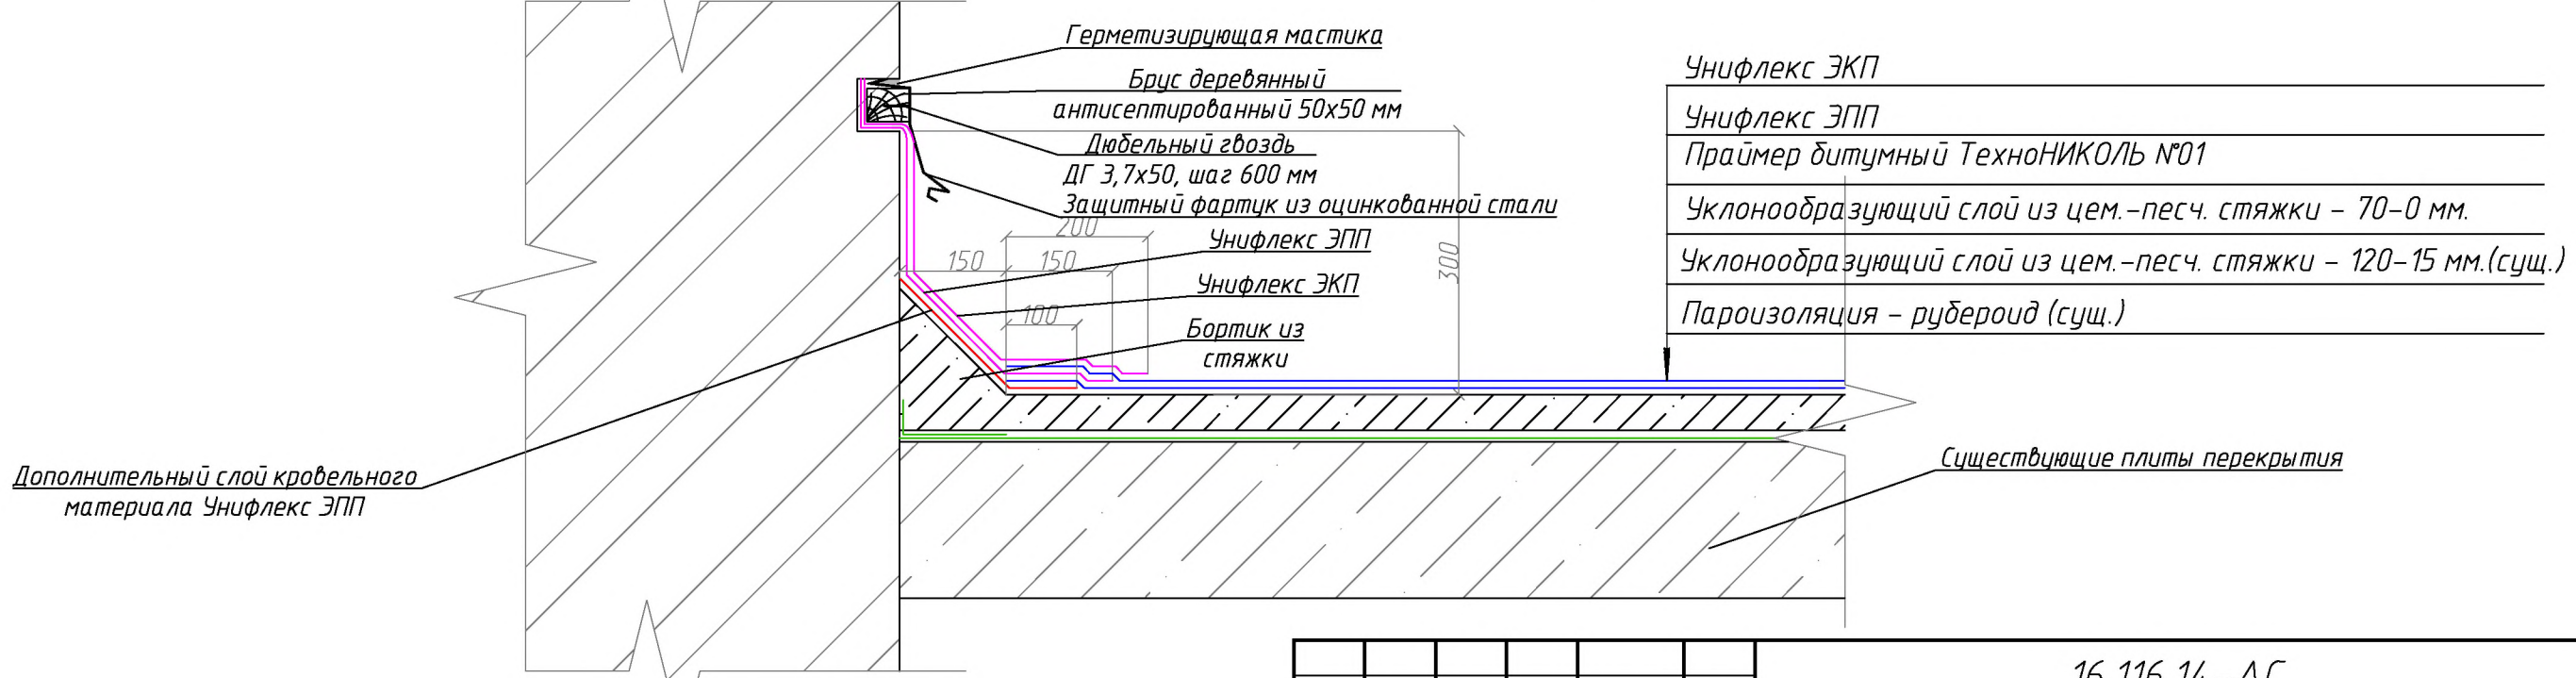 Герметизирующая мастика
Брус деревянный
антисептированный 50х50 мм
Дюбельный гвоздь
ДГ 3,7х50, шаг 600 мм
Защитный фартук из оцинкованной стали
200
Унифлекс ЭПП
150
150
300
Унифлекс ЭКП
100
Бортик из
стяжки
Дополнительный слой кровельного
материала Унифлекс ЭПП
Унифлекс ЭКП
Унифлекс ЭПП
Праймер битумный ТехноНИКОЛЬ №01
Уклонообразующий слой из цем.-песч. стяжки - 70-0 мм.
Уклонообразующий слой из цем.-песч. стяжки - 120-15 мм.(сущ.)
Пароизоляция - рубероид (сущ.)
Существующие плиты перекрытия